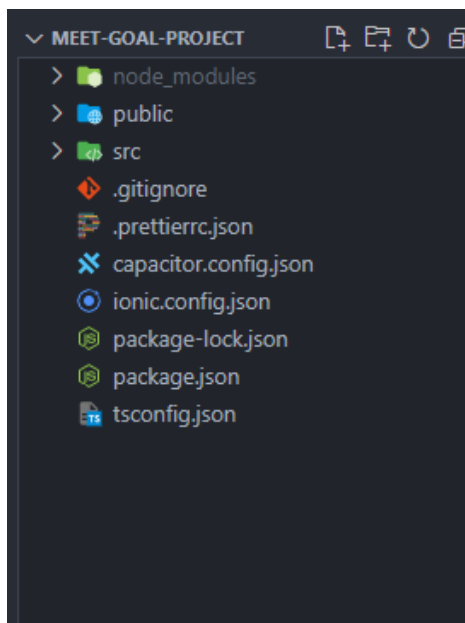 MEET-GOAL-PROJECT
node_modules
public
src
.gitignore
.prettierrc.json
capacitor.config.json
ionic.config.json
package-lock.json
package.json
tsconfig.json